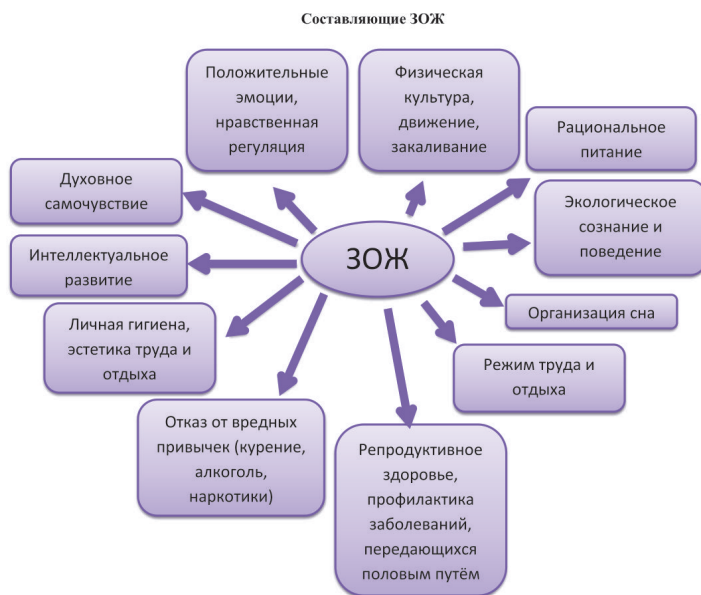 Составляющие ЗОЖ
Положительные
эмоции,
нравственная
регуляция
Физическая
культура,
движение,
закаливание
Рациональное
питание
Духовное
самочувствие
Экологическое
сознание и
поведение
ЗОЖ
Интеллектуальное
развитие
Организация сна
Личная гигиена,
эстетика труда и
отдыха
Режим труда и
отдыха
Отказ от вредных
привычек (курение,
алкоголь,
наркотики)
Репродуктивное
здоровье,
профилактика
заболеваний,
передающихся
половым путём